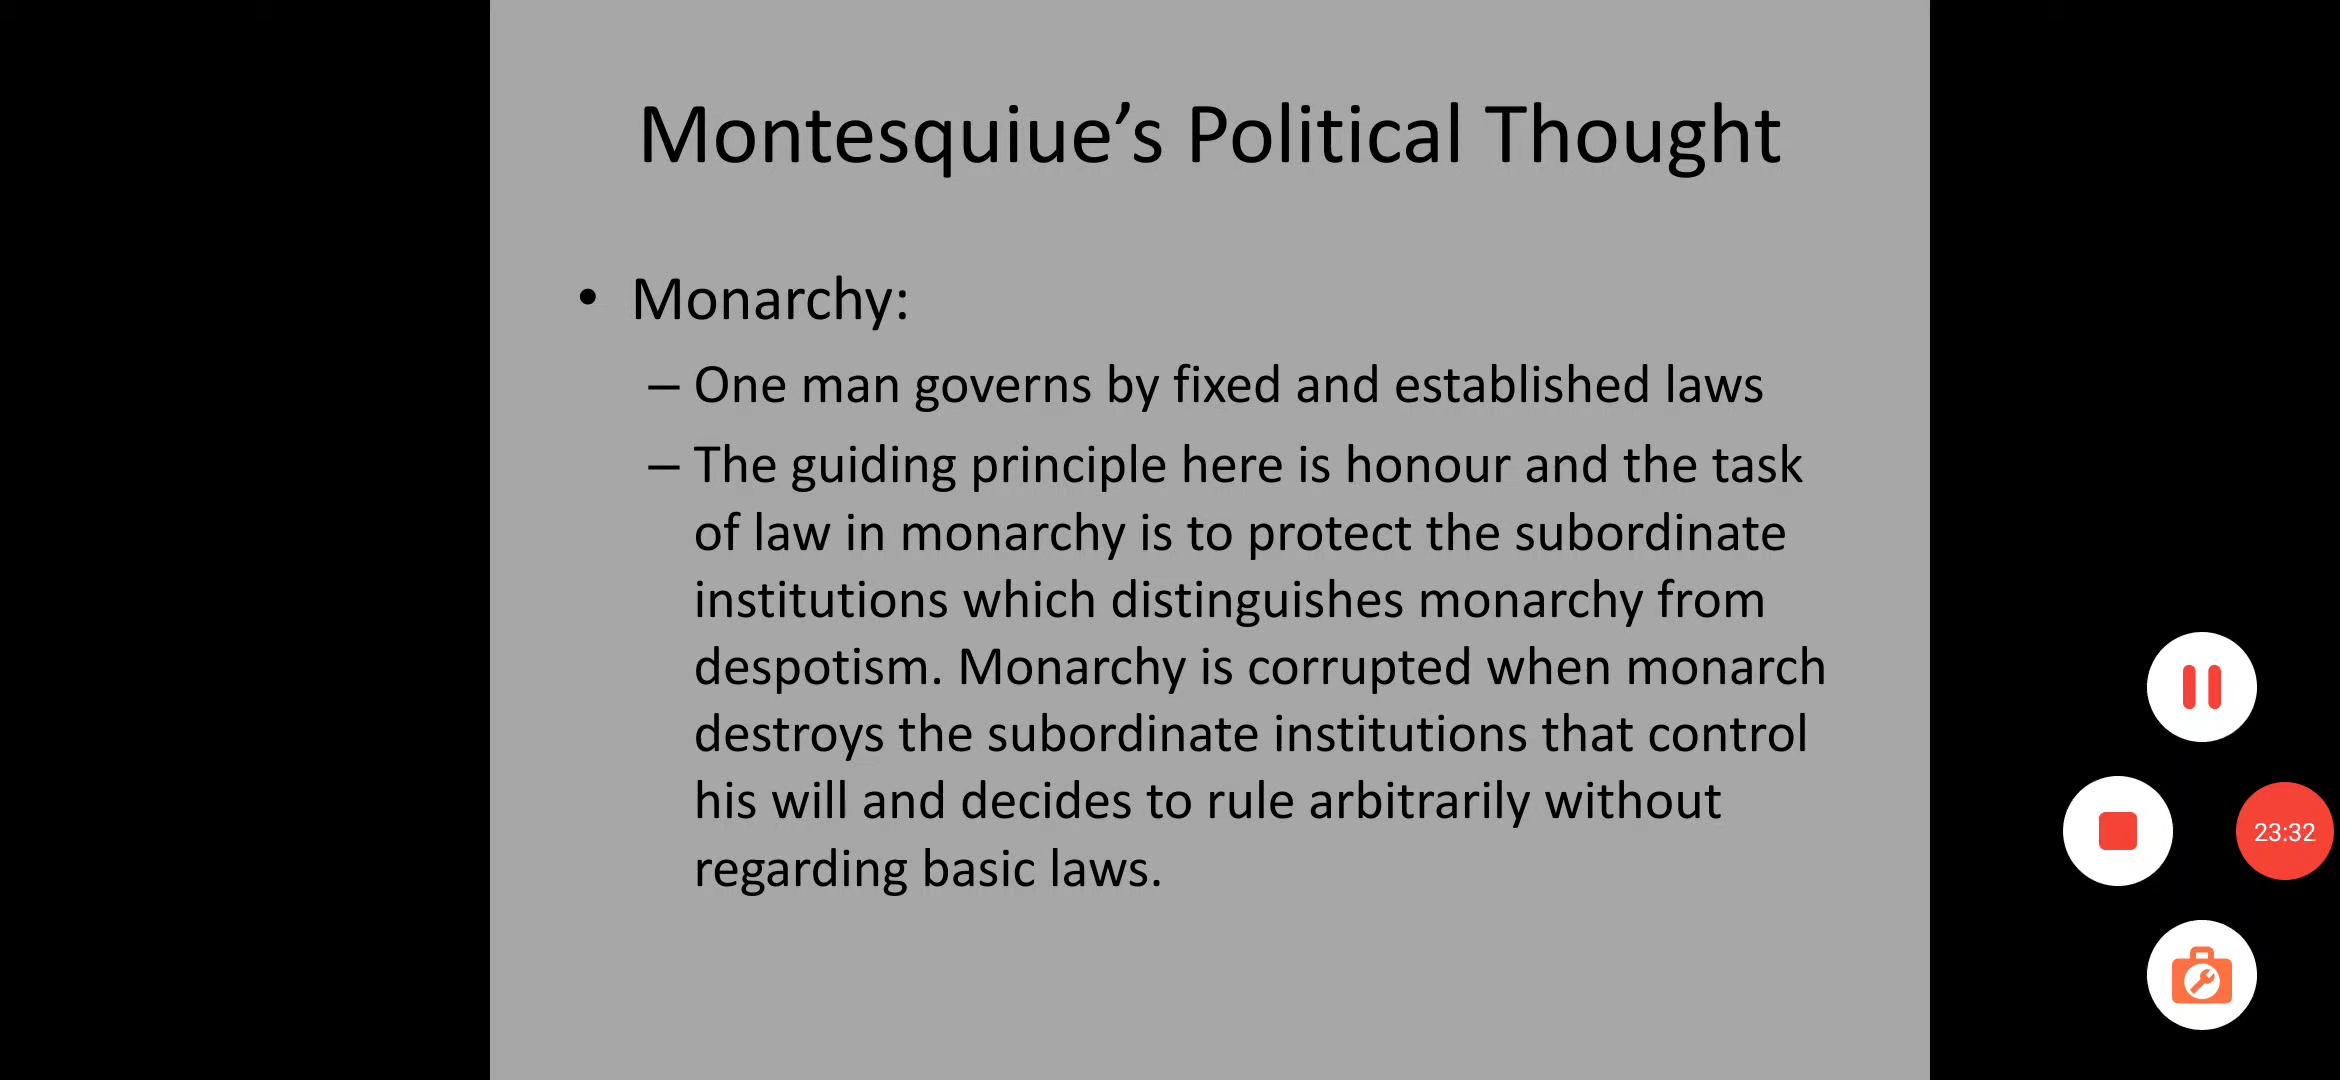 Montesquiue’s Political Thought
• Monarchy:
– One man governs by fixed and established laws
– The guiding principle here is honour and the task
of law in monarchy is to protect the subordinate
institutions which distinguishes monarchy from
despotism. Monarchy is corrupted when monarch
destroys the subordinate institutions that control
his will and decides to rule arbitrarily without
regarding basic laws.
23:32